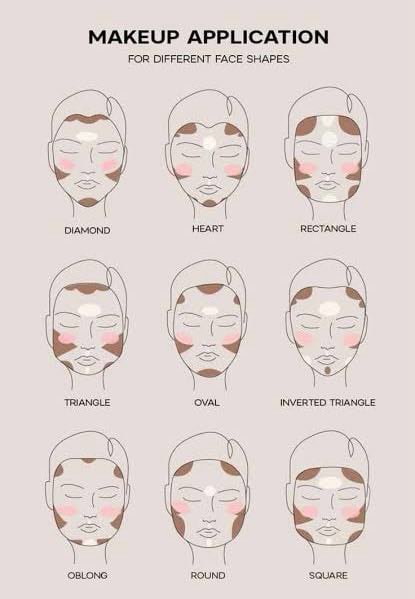 MAKEUP APPLICATION
FOR DIFFERENT FACE SHAPES
DIAMOND
HEART
RECTANGLE
TRIANGLE
OVAL
INVERTED TRIANGLE
OBLONG
ROUND
SQUARE